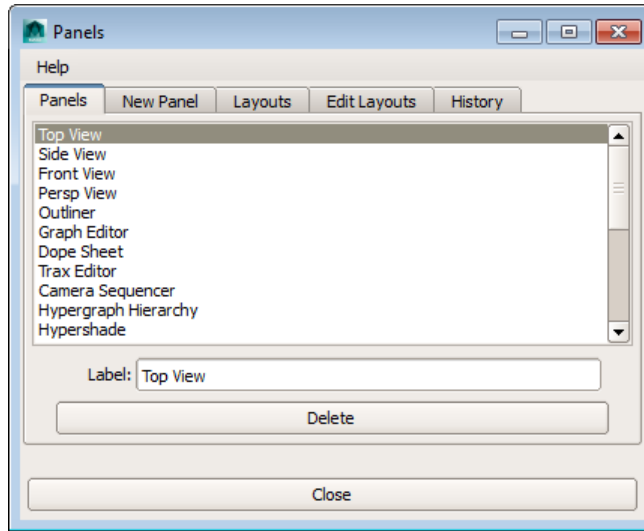 Panels
Help
Panels New Panel Layouts Edit Layouts History
Top View
Side View
Front View
Persp View
Outliner
Graph Editor
Dope Sheet
Trax Editor
Camera Sequencer
Hypergraph Hierarchy
Hypershade
Label: Top View
Delete
Close